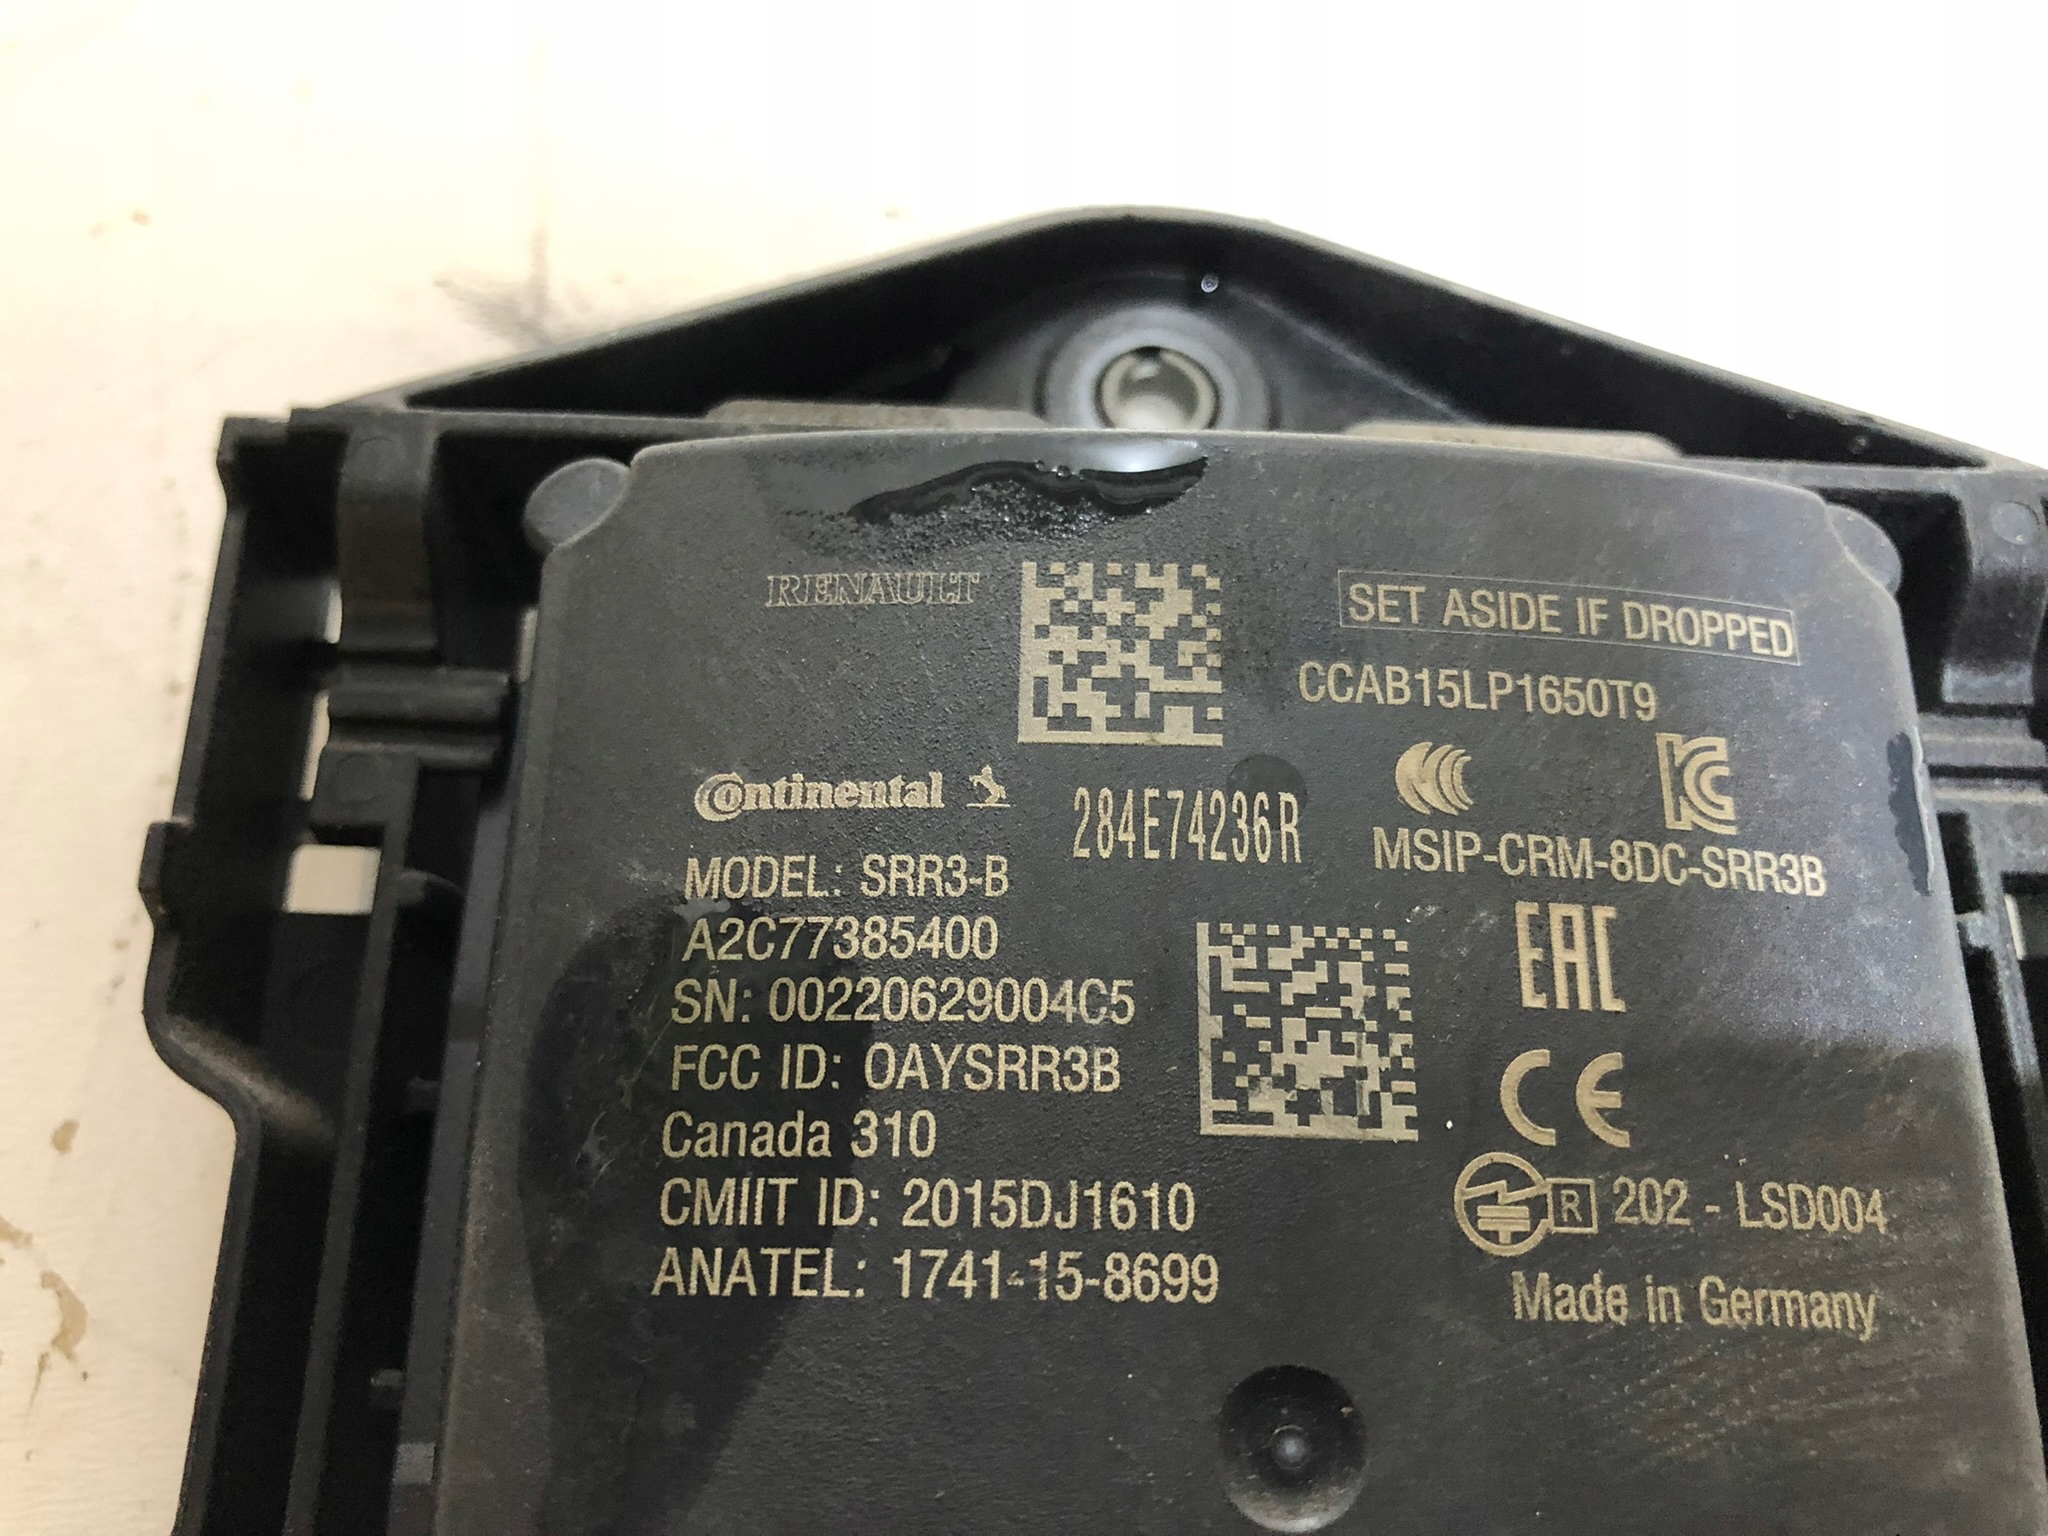 RENAULT
SET ASIDE IF DROPPED
CCAB15LP1650T9
Continental
284E74236R
MSIP-CRM-8DC-SRR3B
MODEL: SRR3-B
A2C77385400
SN: 00220629004C5
FCC ID: OAYSRR3B
Canada 310
CMIIT ID: 2015DJ1610
ANATEL: 1741-15-8699
EAC
CE
R 202 - LSD004
Made in Germany